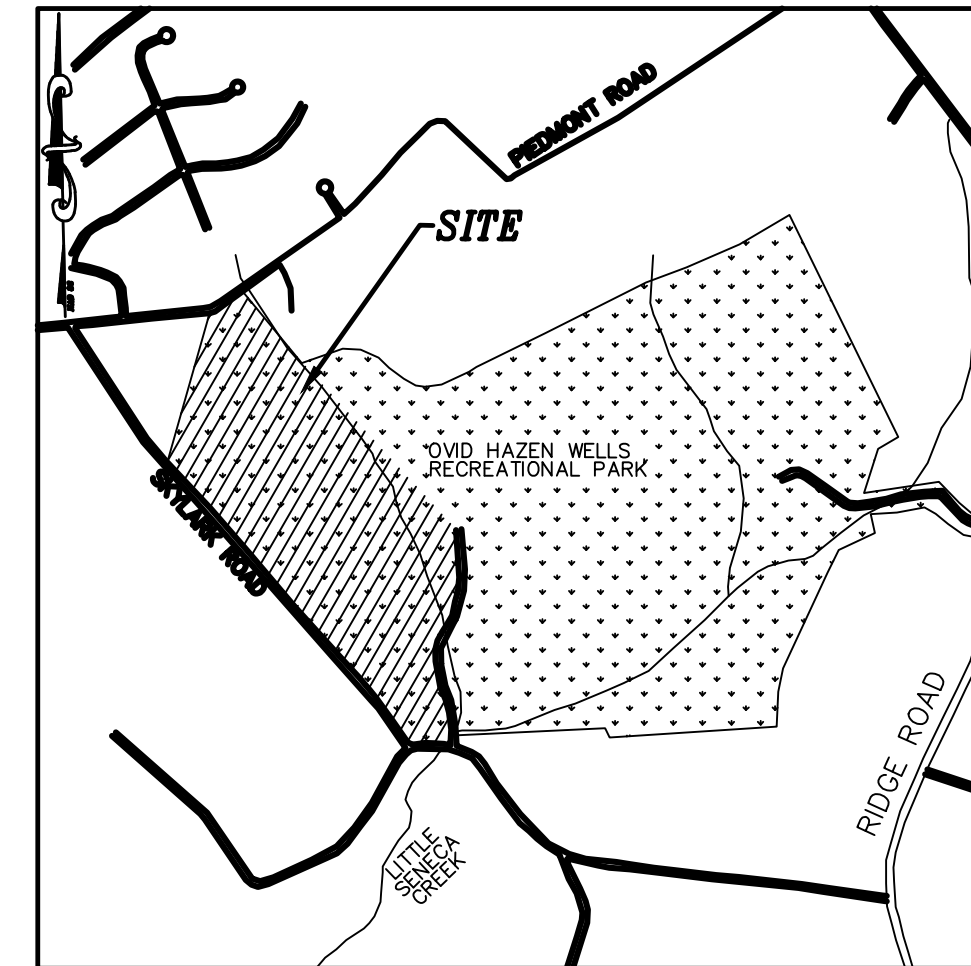 PIEDMONT ROAD
SITE
OVID HAZEN WELLS
RECREATIONAL PARK
SKYLARK ROAD
RIDGE ROAD
LITTLE
SENECA
CREEK